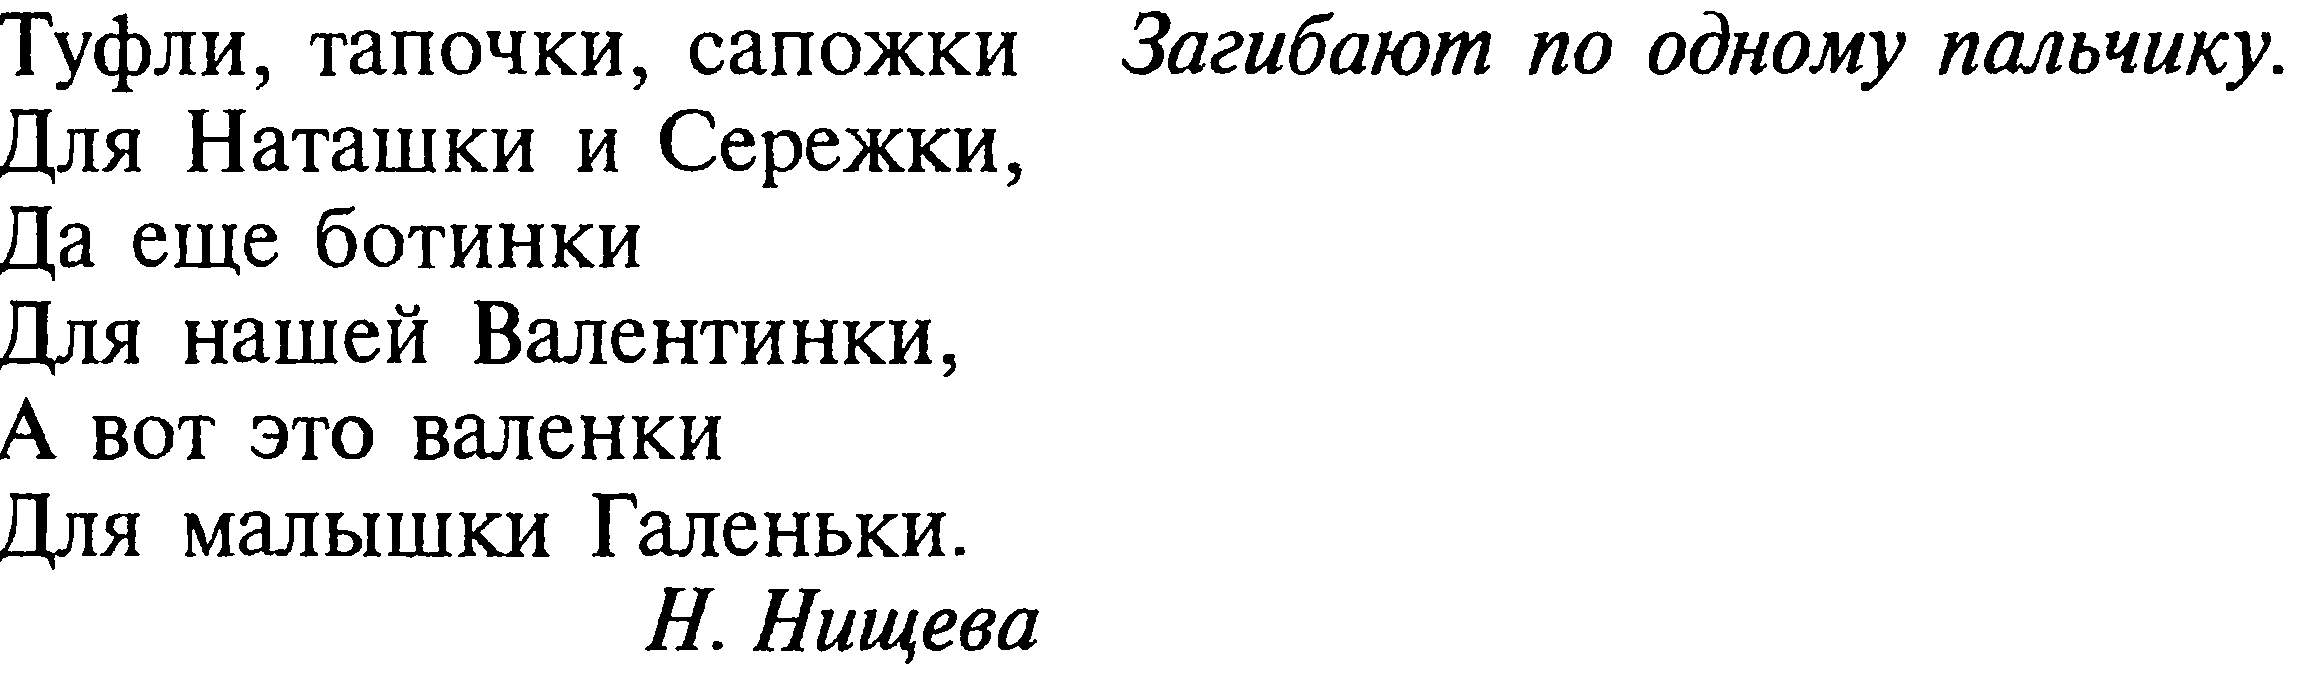 Туфли, тапочки, сапожки Загибают по одному пальчику.
Для Наташки и Сережки,
Да еще ботинки
Для нашей Валентинки,
А вот это валенки
Для малышки Галеньки.
Н. Нищева